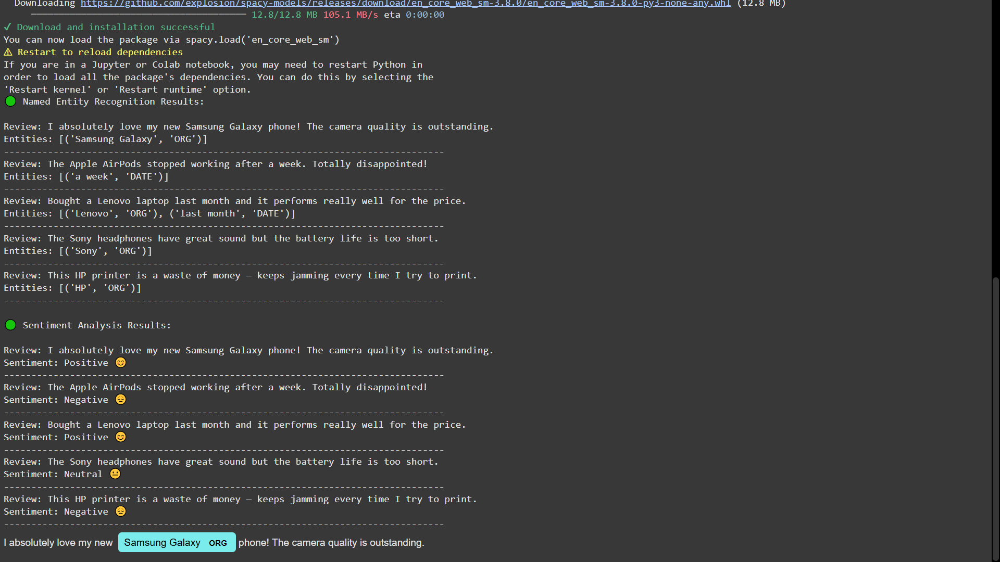 Downloading https://github.com/explosion/spacy-models/releases/download/en_core_web_sm-3.8.0/en_core_web_sm-3.8.0-py3-none-any.whl (12.8 MB)
12.8/12.8 MB 105.1 MB/s eta 0:00:00
✔ Download and installation successful
You can now load the package via spacy.load('en_core_web_sm')
⚠ Restart to reload dependencies
If you are in a Jupyter or Colab notebook, you may need to restart Python in
order to load all the package's dependencies. You can do this by selecting the
'Restart kernel' or 'Restart runtime' option.
🟢 Named Entity Recognition Results:
Review: I absolutely love my new Samsung Galaxy phone! The camera quality is outstanding.
Entities: [('Samsung Galaxy', 'ORG')]
--------------------------------------------------------------------------------
Review: The Apple AirPods stopped working after a week. Totally disappointed!
Entities: [('a week', 'DATE')]
--------------------------------------------------------------------------------
Review: Bought a Lenovo laptop last month and it performs really well for the price.
Entities: [('Lenovo', 'ORG'), ('last month', 'DATE')]
--------------------------------------------------------------------------------
Review: The Sony headphones have great sound but the battery life is too short.
Entities: [('Sony', 'ORG')]
--------------------------------------------------------------------------------
Review: This HP printer is a waste of money — keeps jamming every time I try to print.
Entities: [('HP', 'ORG')]
--------------------------------------------------------------------------------
🟢 Sentiment Analysis Results:
Review: I absolutely love my new Samsung Galaxy phone! The camera quality is outstanding.
Sentiment: Positive 😊
--------------------------------------------------------------------------------
Review: The Apple AirPods stopped working after a week. Totally disappointed!
Sentiment: Negative 😞
--------------------------------------------------------------------------------
Review: Bought a Lenovo laptop last month and it performs really well for the price.
Sentiment: Positive 😊
--------------------------------------------------------------------------------
Review: The Sony headphones have great sound but the battery life is too short.
Sentiment: Neutral 😐
--------------------------------------------------------------------------------
Review: This HP printer is a waste of money — keeps jamming every time I try to print.
Sentiment: Negative 😞
--------------------------------------------------------------------------------
I absolutely love my new Samsung Galaxy ORG phone! The camera quality is outstanding.